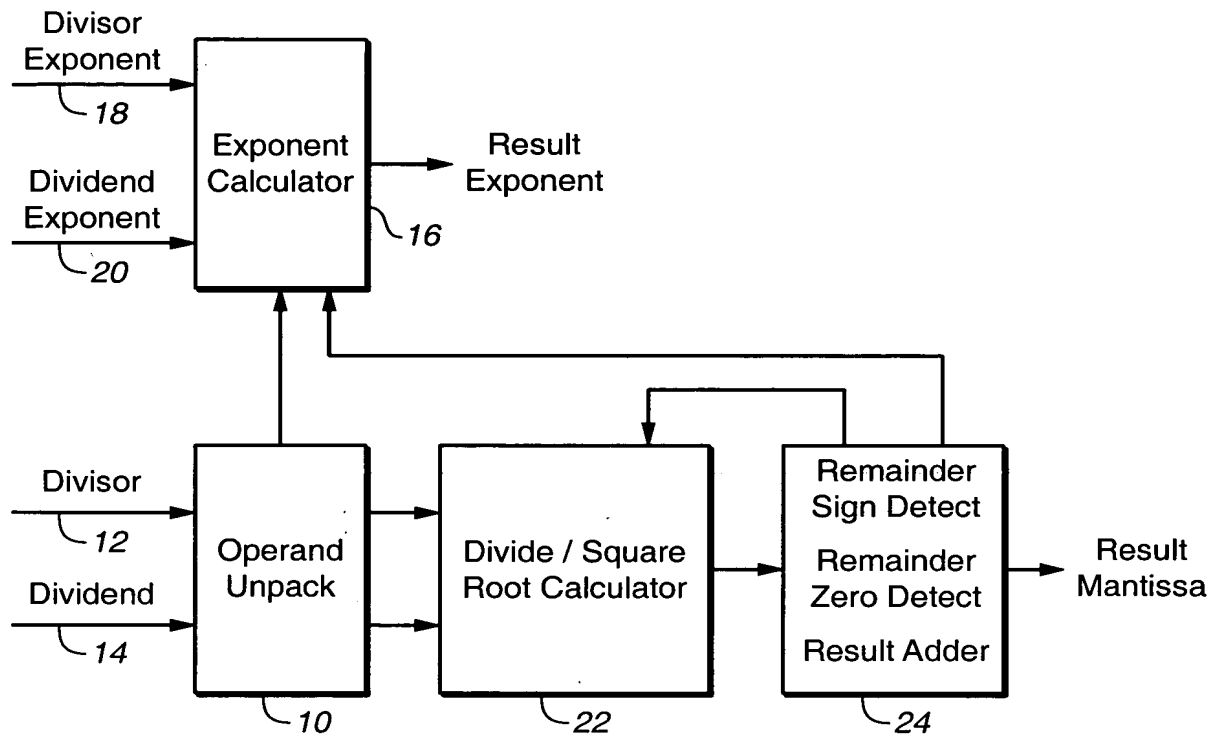 Divisor
Exponent
18
Dividend
Exponent
20
Exponent
Calculator
16
Result
Exponent
Divisor
12
Dividend
14
Operand
Unpack
10
Divide / Square
Root Calculator
22
Remainder
Sign Detect
Remainder
Zero Detect
Result Adder
24
Result
Mantissa